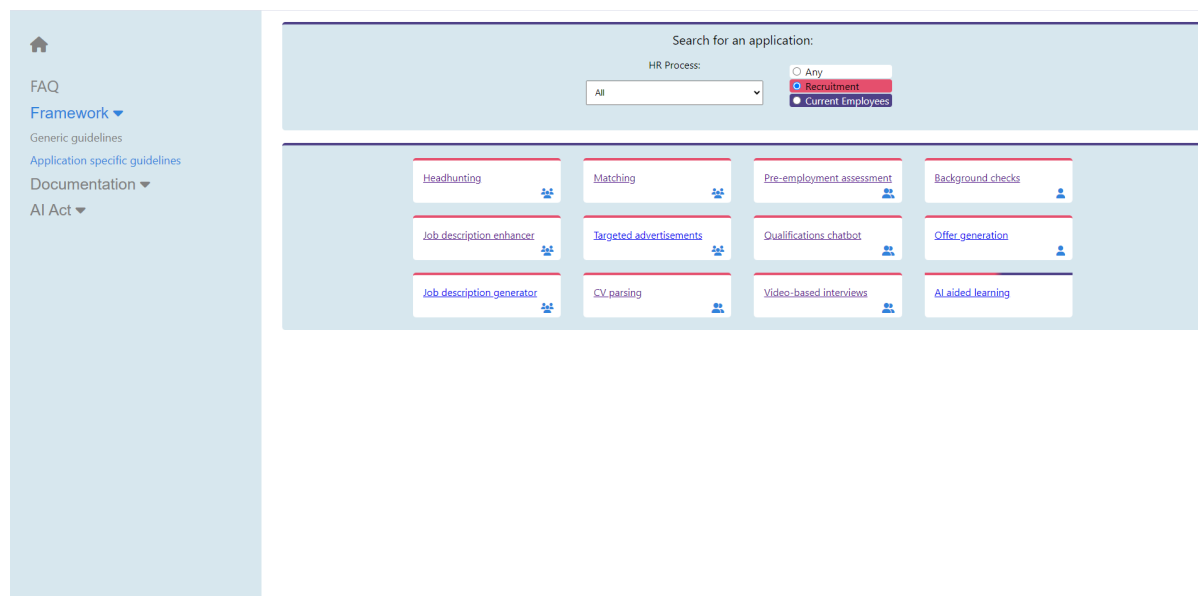 FAQ
Framework
Generic guidelines
Application specific guidelines
Documentation
AI Act
Search for an application:
HR Process:
All
Any
Recruitment
Current Employees
Headhunting
Matching
Pre-employment assessment
Background checks
Job description enhancer
Targeted advertisements
Qualifications chatbot
Offer generation
Job description generator
CV parsing
Video-based interviews
AI aided learning